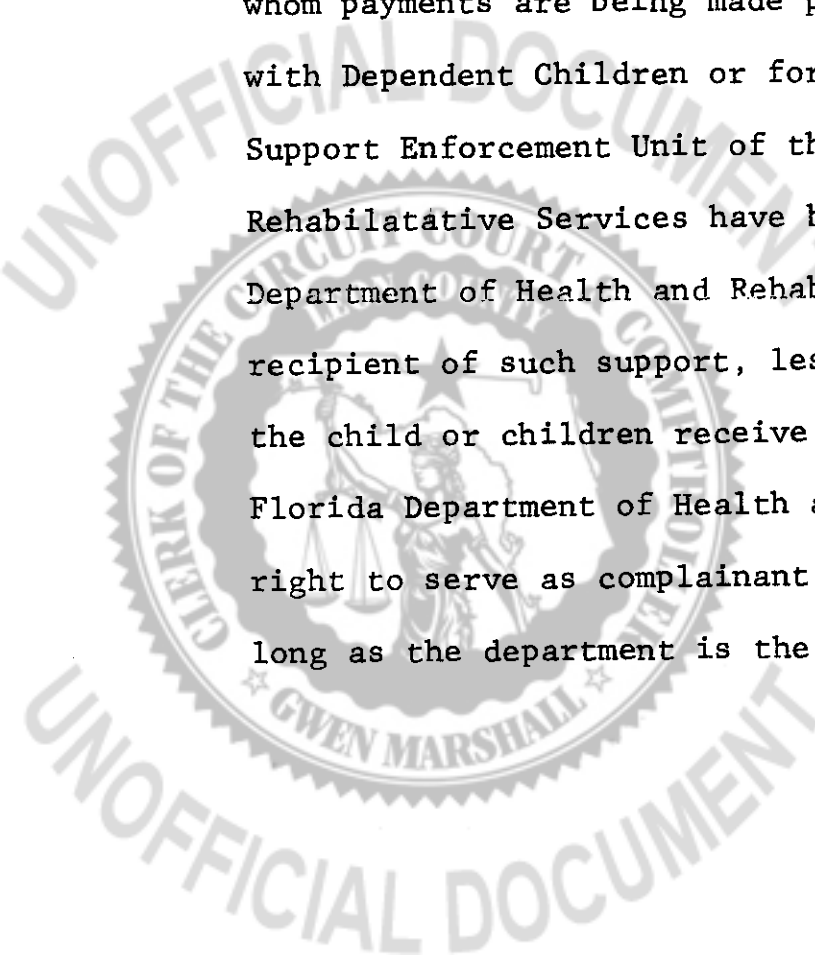 whom payments are being made p
with Dependent Children or for
Support Enforcement Unit of th
Rehabilatative Services have b
Department of Health and Rehab
recipient of such support, les
the child or children receive
Florida Department of Health a
right to serve as complainant
long as the department is the
UNOFFICIAL DOCUMENT
CLERK OF THE CIRCUIT COURT
COMPTROLLER
LEON COUNTY
GWEN MARSHALL
UNOFFICIAL DOCUMENT